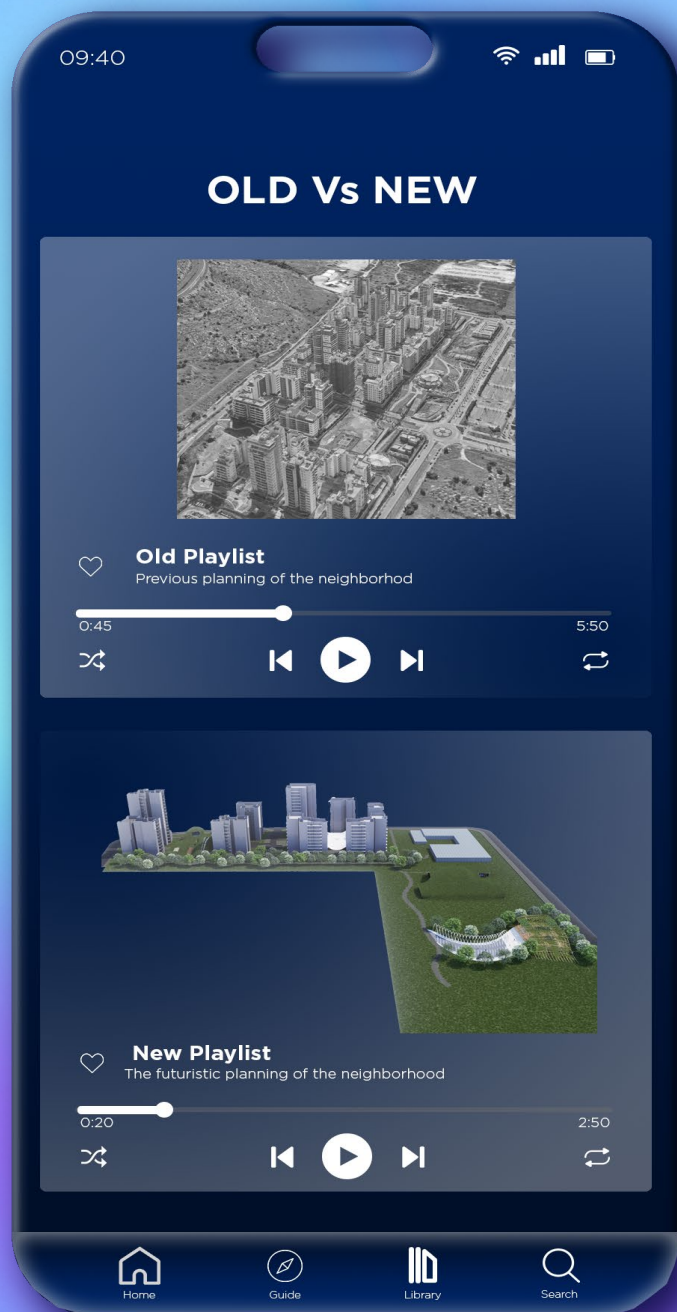 09:40
OLD Vs NEW
Old Playlist
Previous planning of the neighborhod
0:45 5:50
New Playlist
The futuristic planning of the neighborhood
0:20 2:50
Home Guide Library Search